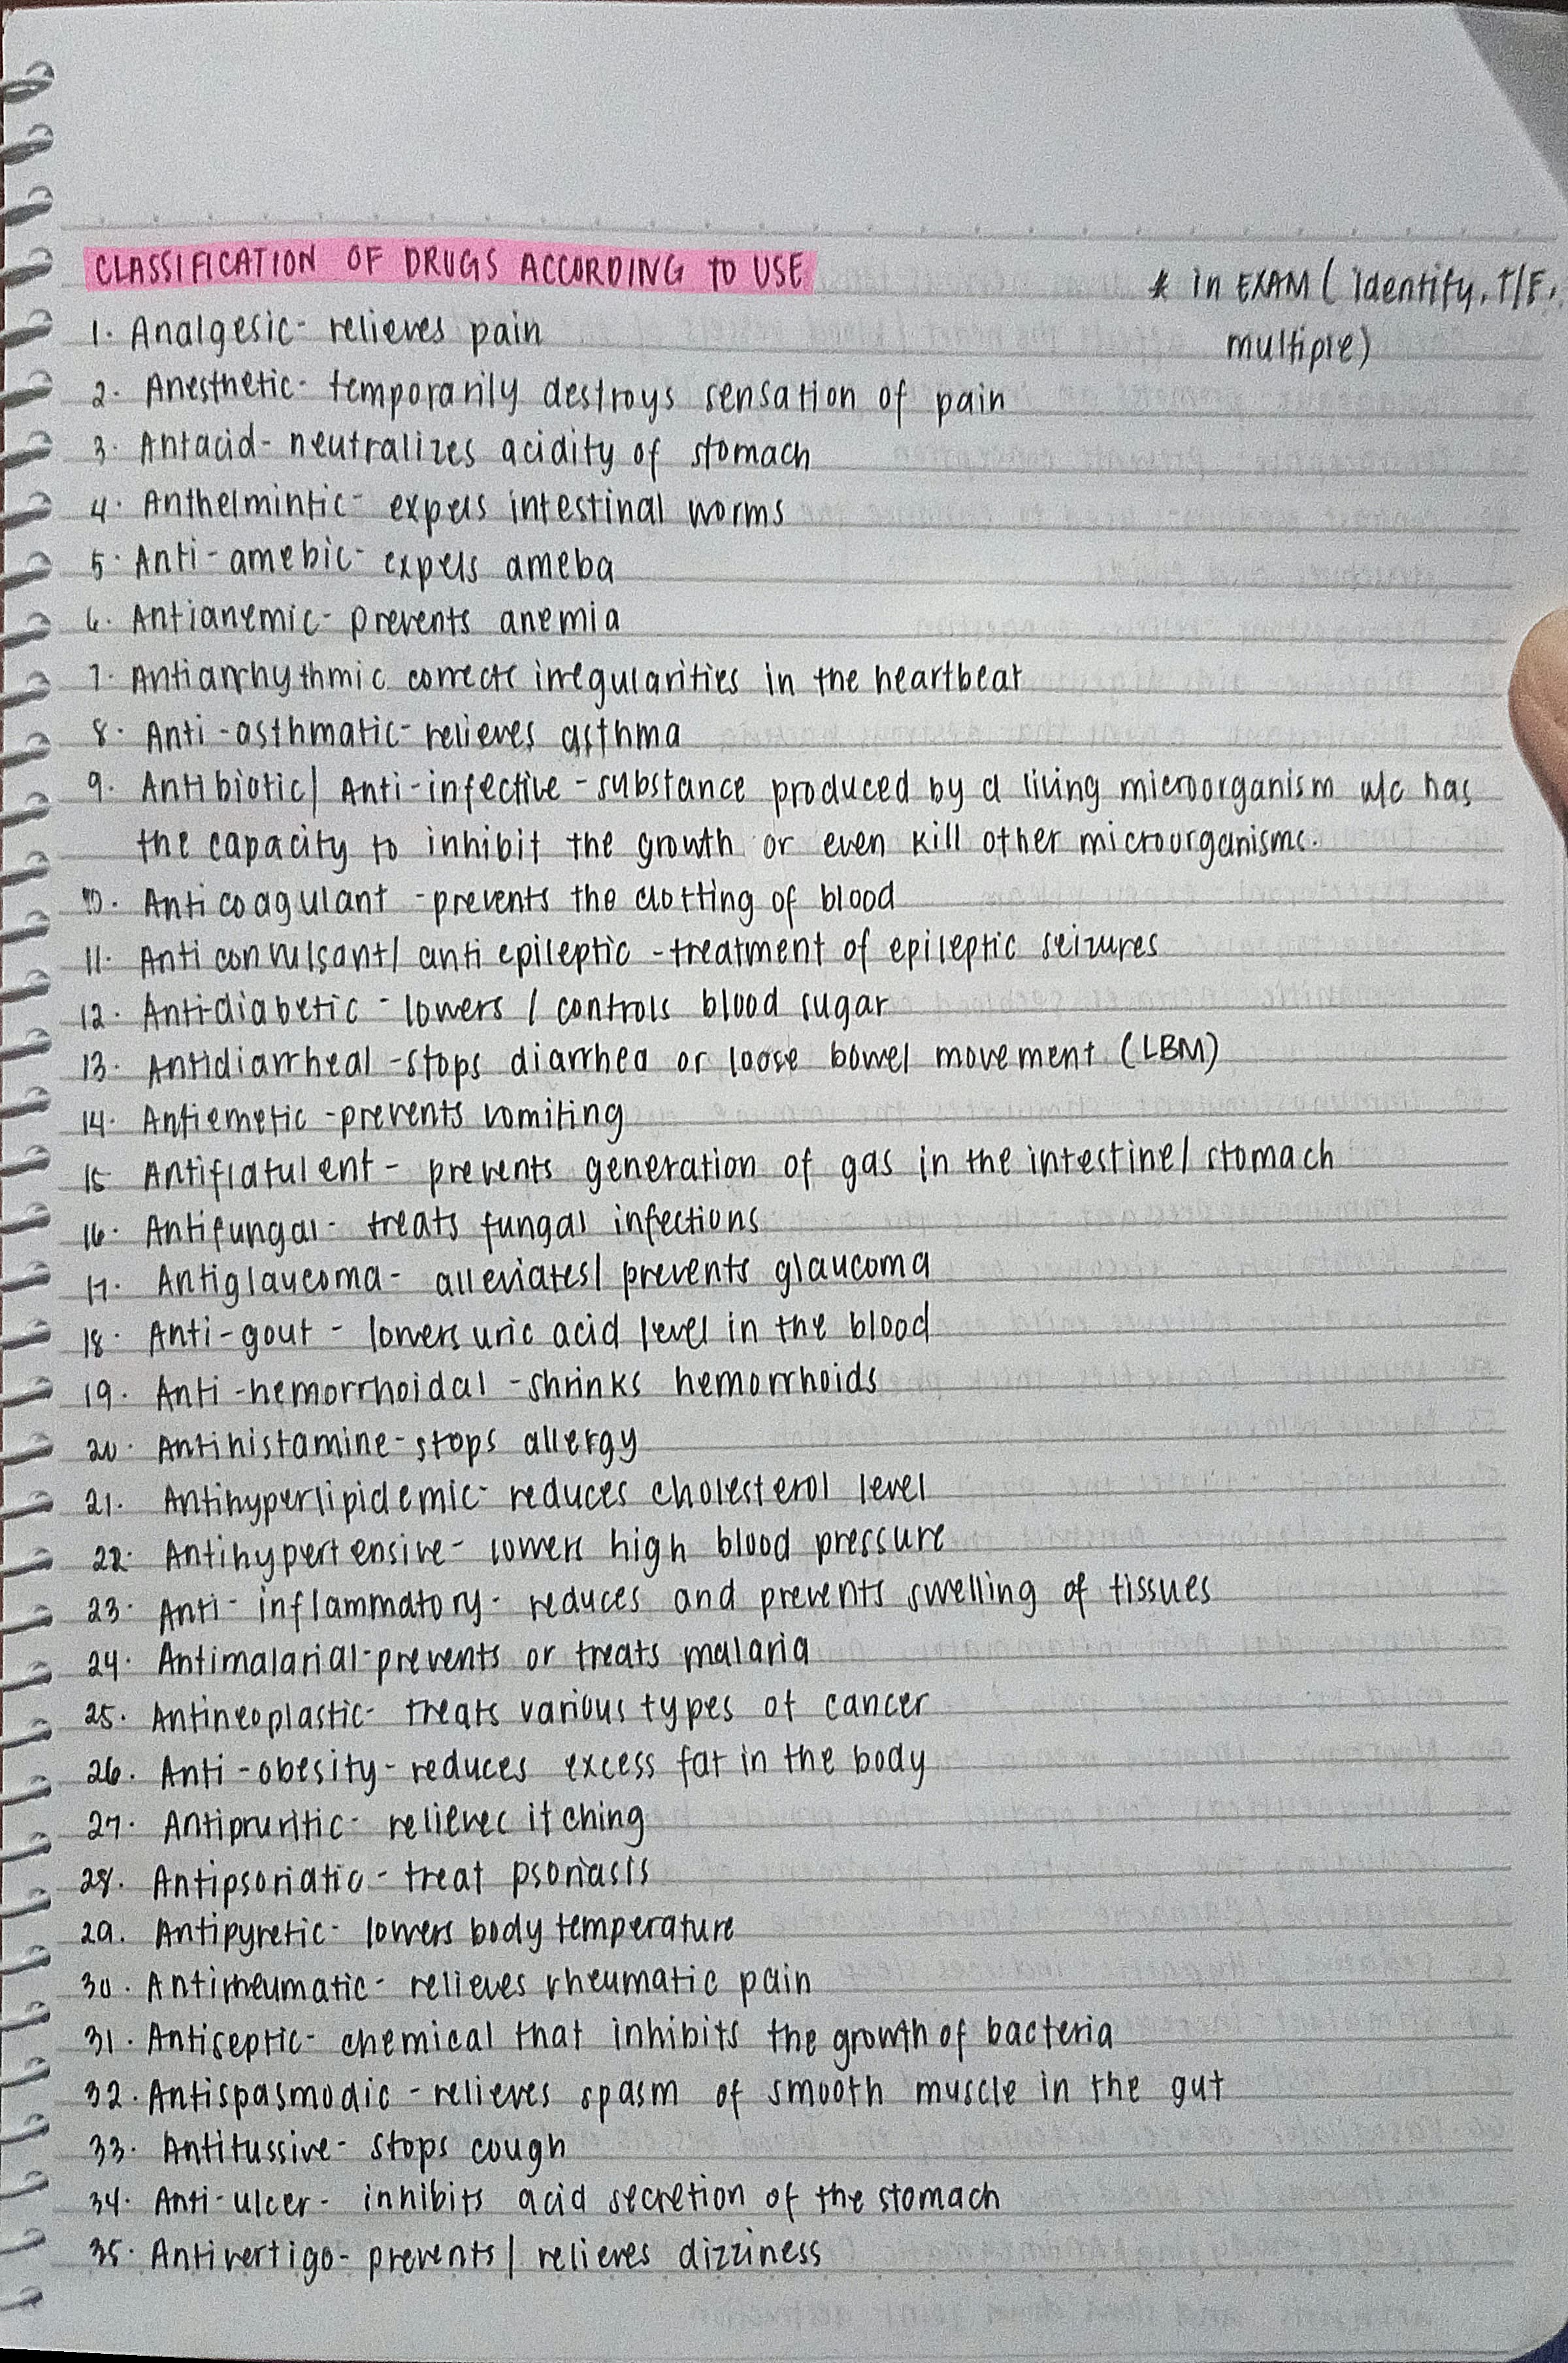 CLASSIFICATION OF DRUGS ACCORDING TO USE
* in EXAM ( Identify, T/F,
multiple)
1. Analgesic - relieves pain
2. Anesthetic - temporarily destroys sensation of pain
3. Antacid - neutralizes acidity of stomach
4. Anthelmintic - expels intestinal worms
5. Anti-amebic - expels ameba
6. Antianemic - prevents anemia
7. Antiarrhythmic corrects irregularities in the heartbeat
8. Anti-asthmatic - relieves asthma
9. Antibiotic/ Anti-infective - substance produced by a living microorganism w/c has
the capacity to inhibit the growth or even kill other microorganisms.
10. Anticoagulant - prevents the clotting of blood
11. Anticonvulsant/ antiepileptic - treatment of epileptic seizures
12. Antidiabetic - lowers / controls blood sugar
13. Antidiarrheal - stops diarrhea or loose bowel movement (LBM)
14. Antiemetic - prevents vomiting
15 Antiflatulent - prevents generation of gas in the intestine/ stomach
16. Antifungal - treats fungal infections
17. Antiglaucoma - alleviates/ prevents glaucoma
18. Anti-gout - lowers uric acid level in the blood
19. Anti-hemorrhoidal - shrinks hemorrhoids
20. Antihistamine - stops allergy
21. Antihyperlipidemic - reduces cholesterol level
22. Antihypertensive - lowers high blood pressure
23. Anti-inflammatory - reduces and prevents swelling of tissues
24. Antimalarial - prevents or treats malaria
25. Antineoplastic - treats various types of cancer
26. Anti-obesity - reduces excess fat in the body
27. Antipruritic - relieves itching
28. Antipsoriatic - treat psoriasis
29. Antipyretic - lowers body temperature
30. Antirheumatic - relieves rheumatic pain
31. Antiseptic - chemical that inhibits the growth of bacteria
32. Antispasmodic - relieves spasm of smooth muscle in the gut
33. Antitussive - stops cough
34. Anti-ulcer - inhibits acid secretion of the stomach
35. Antivertigo - prevents/ relieves dizziness